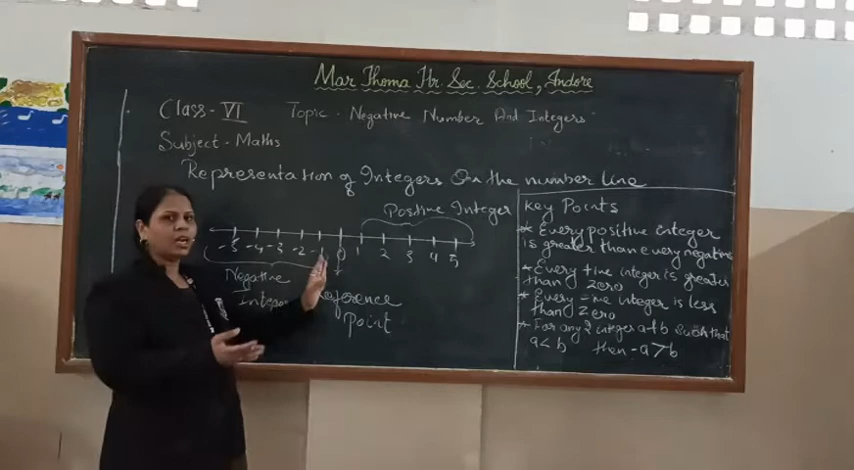 Mar Thoma Hr. Sec. School, Indore
Class - VI Topic - Negative Number And Integers
Subject - Maths
Representation of Integers On the number line
Positive Integer
-5 -4 -3 -2 -1 0 1 2 3 4 5
Negative
Reference
Point
Key Points
* Every positive integer
is greater than every negative
* Every +ive integer is greater
than zero
* Every -ive integer is less
than zero
* For any 2 integer a & b such that
a < b then -a > b